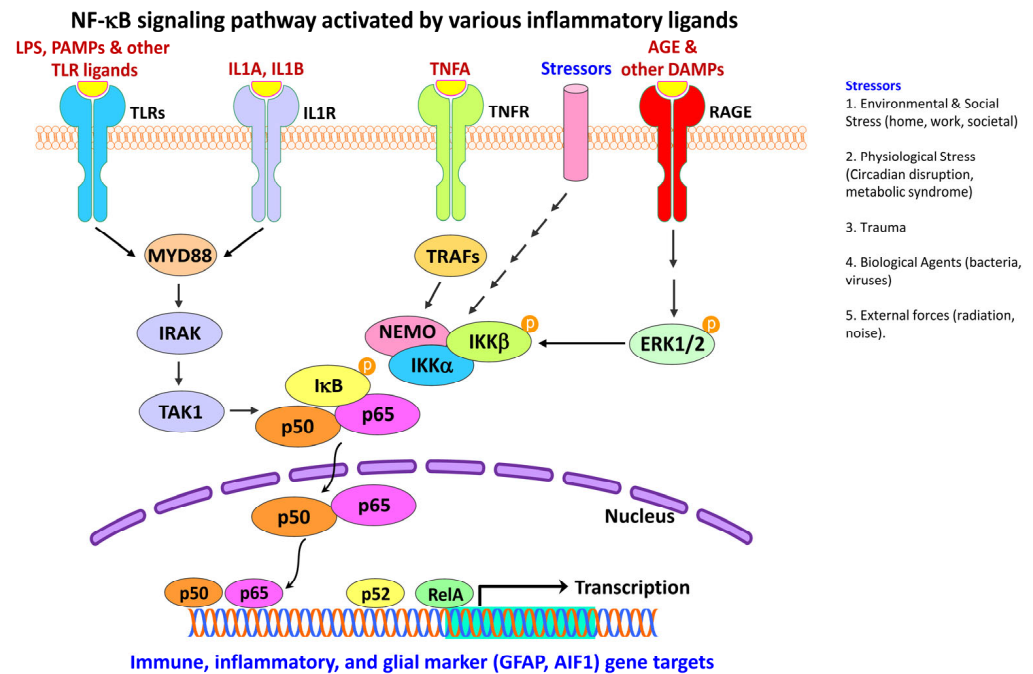 NF-κB signaling pathway activated by various inflammatory ligands
LPS, PAMPs & other
TLR ligands
IL1A, IL1B
TNFA
Stressors
AGE &
other DAMPs
TLRs
IL1R
TNFR
RAGE
Stressors
1. Environmental & Social
Stress (home, work, societal)
2. Physiological Stress
(Circadian disruption,
metabolic syndrome)
3. Trauma
4. Biological Agents (bacteria,
viruses)
5. External forces (radiation,
noise).
MYD88
TRAFs
IRAK
NEMO
IKKβ
p
IKKα
ERK1/2
p
IκB
p
TAK1
p50
p65
p50
p65
Nucleus
p50
p65
p52
RelA
Transcription
Immune, inflammatory, and glial marker (GFAP, AIF1) gene targets